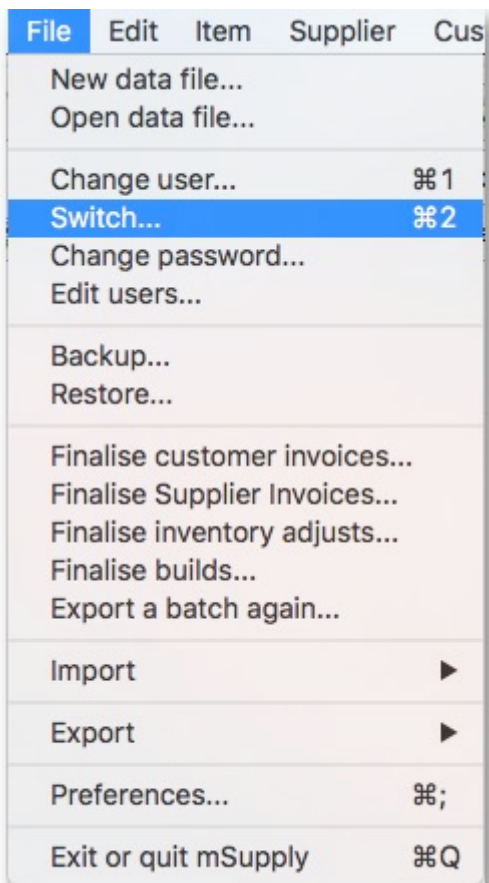 File Edit Item Supplier Cus
New data file...
Open data file...
Change user... ⌘1
Switch... ⌘2
Change password...
Edit users...
Backup...
Restore...
Finalise customer invoices...
Finalise Supplier Invoices...
Finalise inventory adjusts...
Finalise builds...
Export a batch again...
Import ▶
Export ▶
Preferences... ⌘;
Exit or quit mSupply ⌘Q